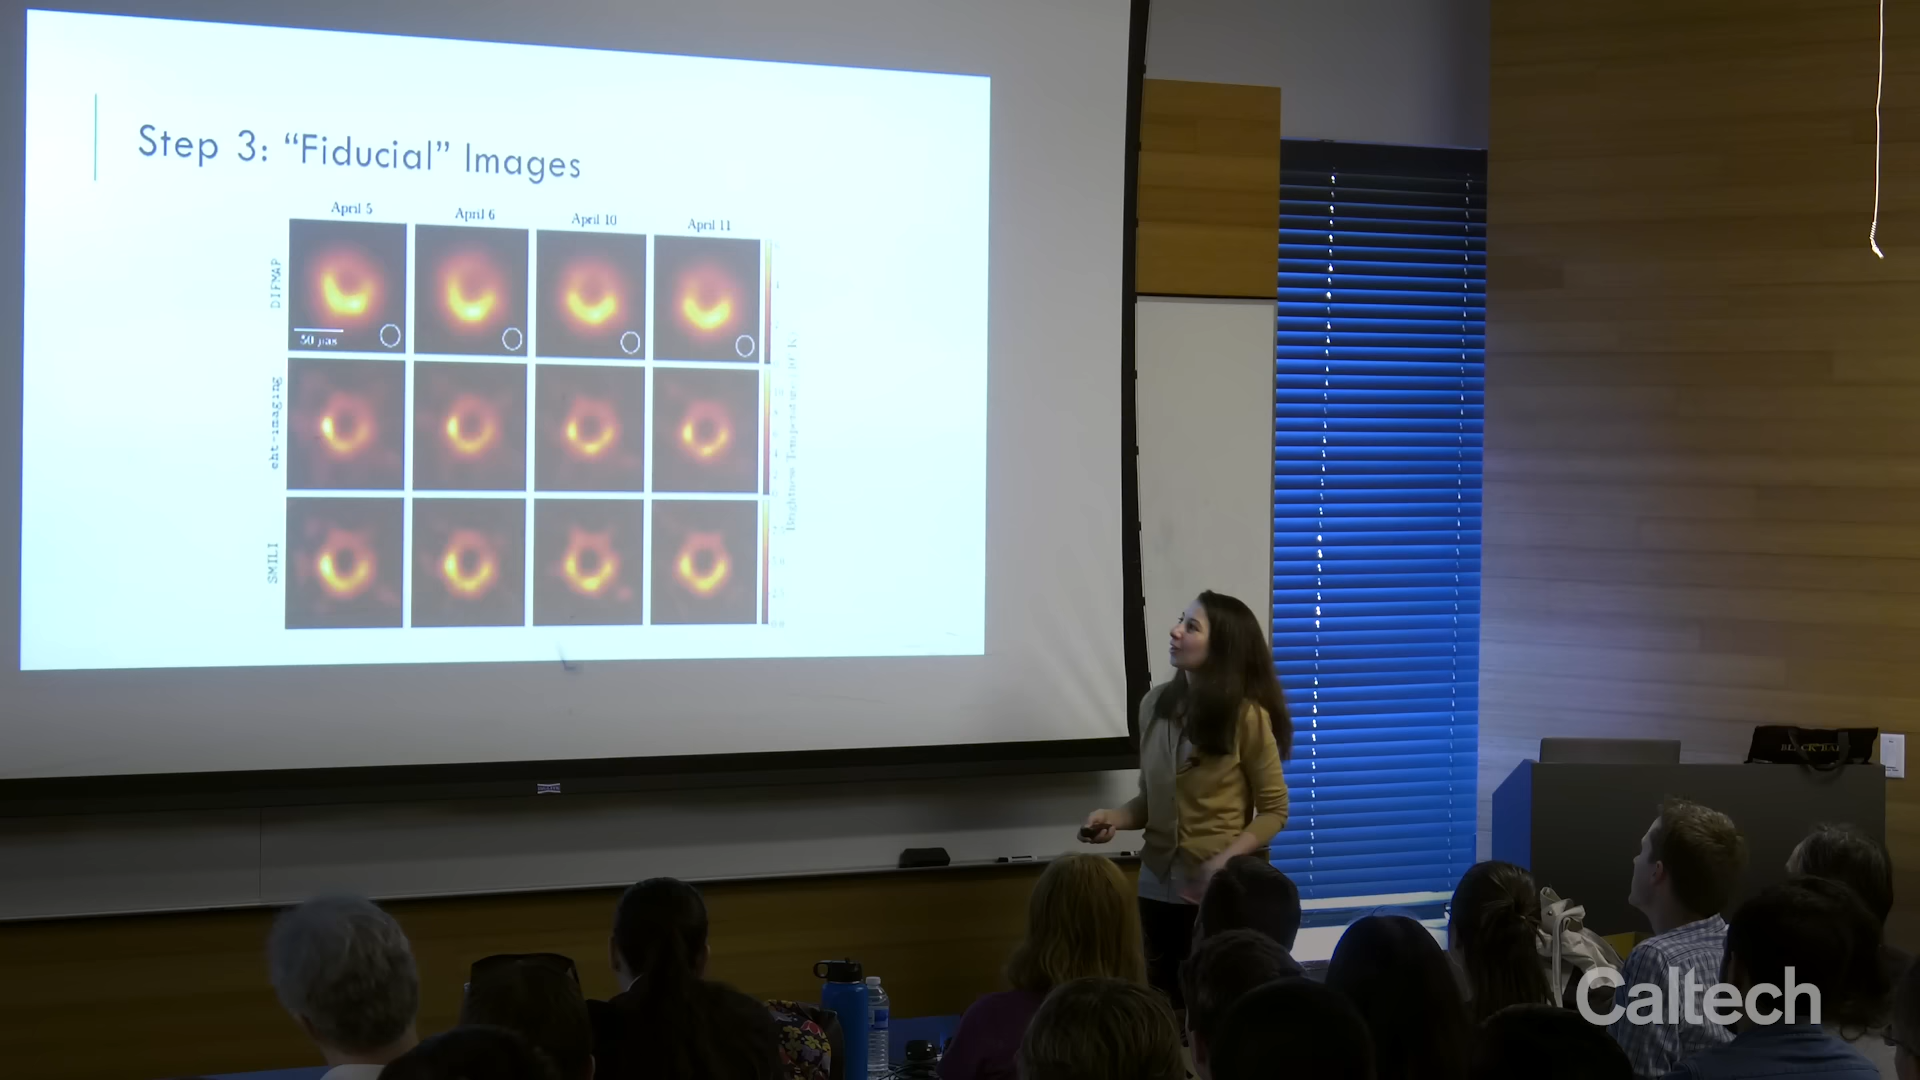 Step 3: “Fiducial” Images
April 5
April 6
April 10
April 11
DIFMAP
50 μas
eht-imaging
SMILI
Caltech